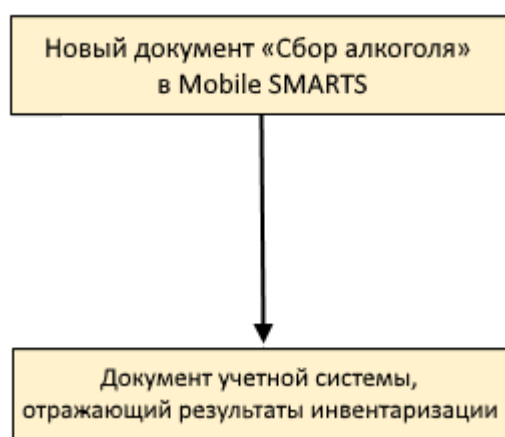 Новый документ «Сбор алкоголя»
в Mobile SMARTS
Документ учетной системы,
отражающий результаты инвентаризации